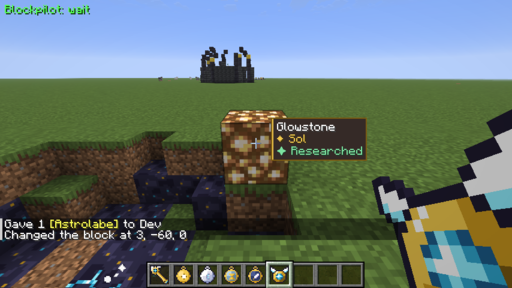 Blockpilot: wait
Glowstone
Sol
Researched
Gave 1 [Astrolabe] to Dev
Changed the block at 3, -60, 0